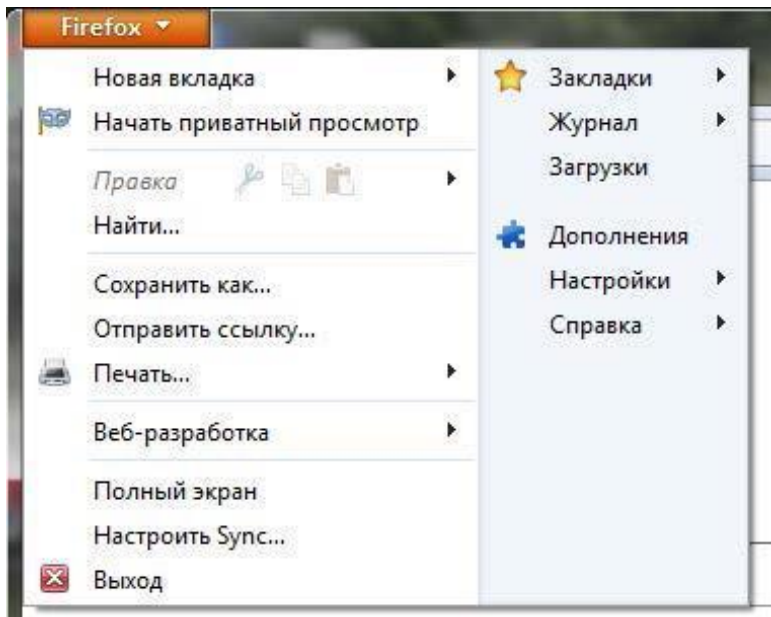 Firefox
Новая вкладка
Начать приватный просмотр
Правка
Найти...
Сохранить как...
Отправить ссылку...
Печать...
Веб-разработка
Полный экран
Настроить Sync...
Выход
Закладки
Журнал
Загрузки
Дополнения
Настройки
Справка